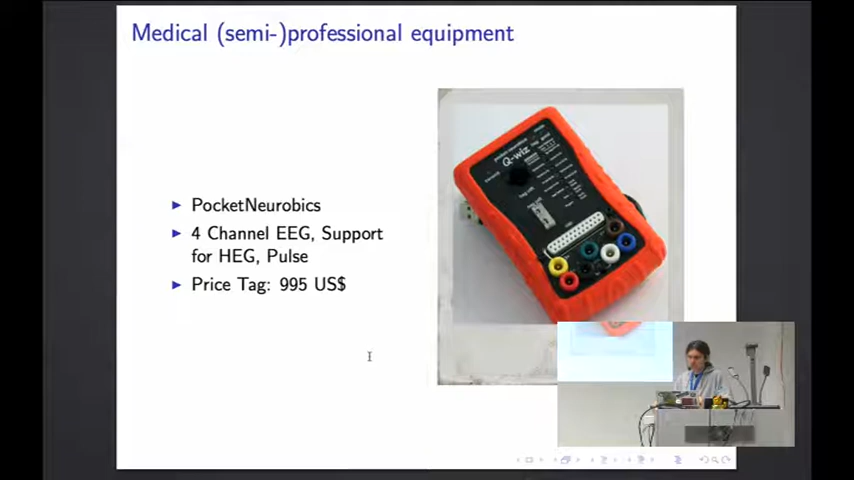 Medical (semi-)professional equipment
PocketNeurobics
4 Channel EEG, Support
for HEG, Pulse
Price Tag: 995 US$
Q-wiz